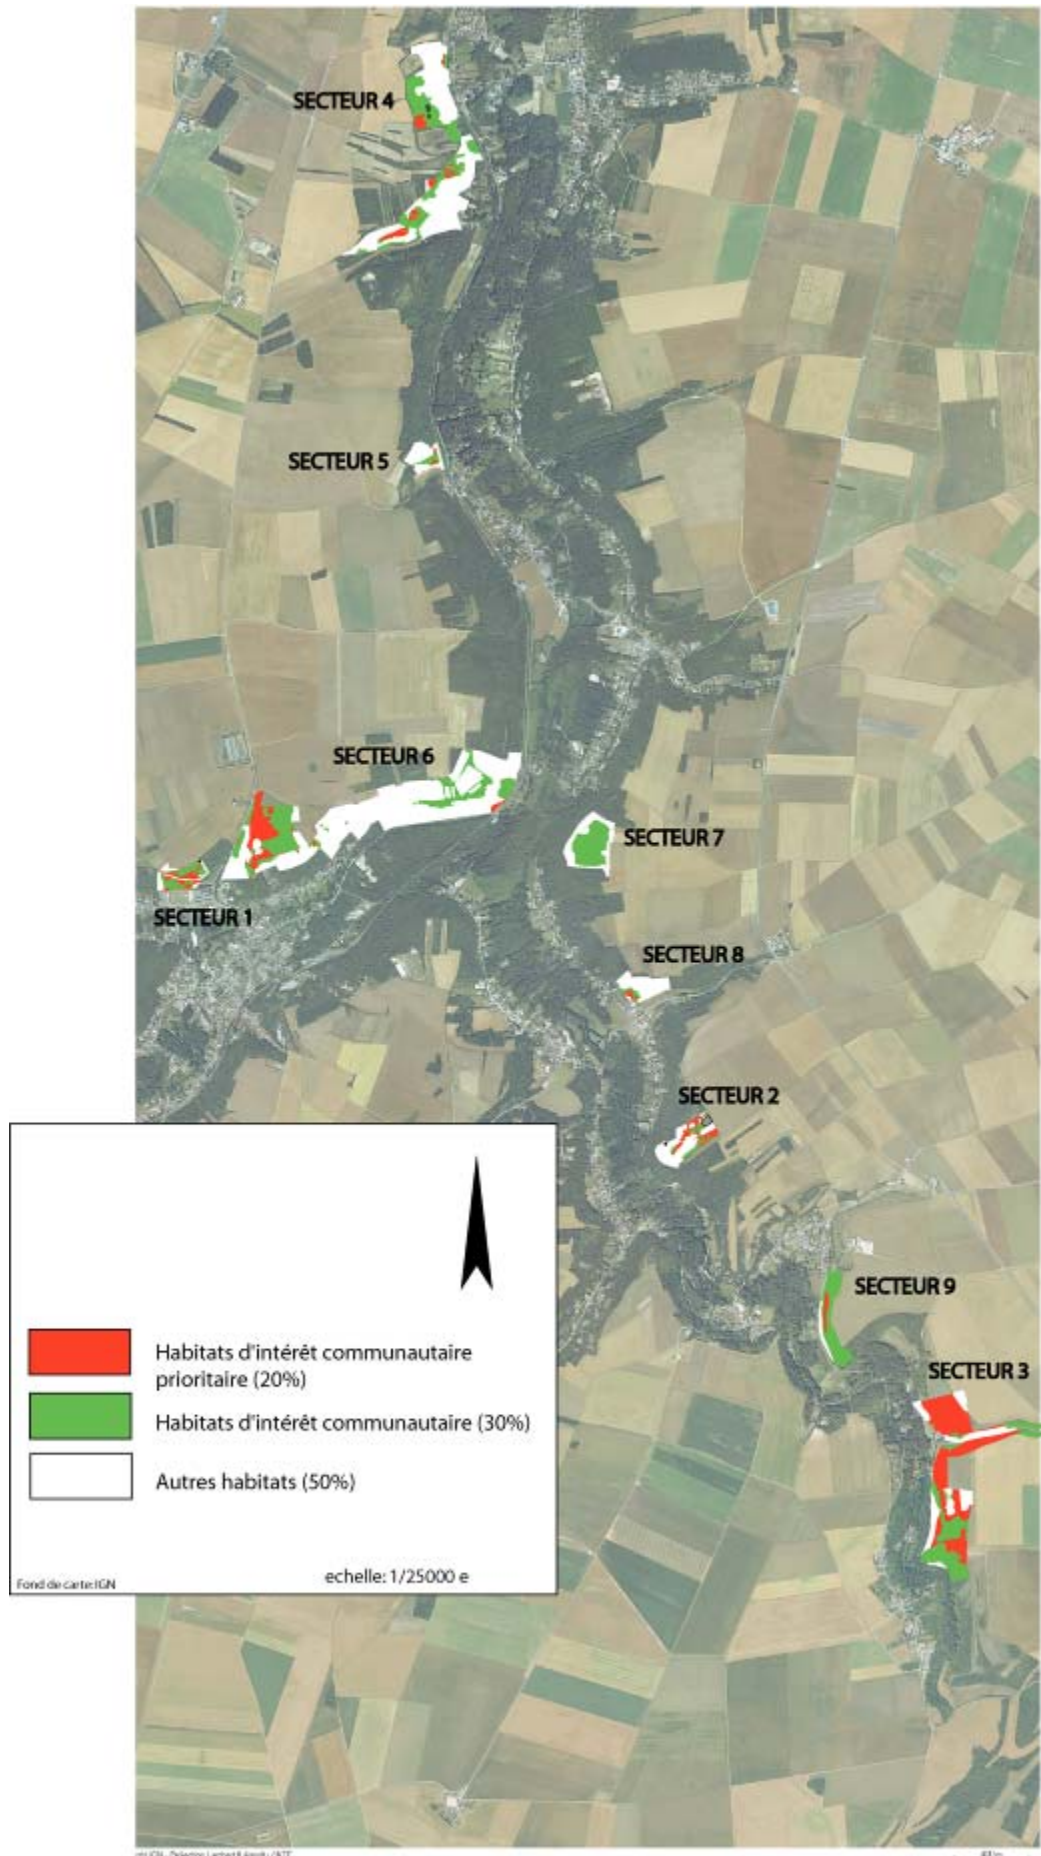 SECTEUR 4
SECTEUR 5
SECTEUR 6
SECTEUR 7
SECTEUR 1
SECTEUR 8
SECTEUR 2
SECTEUR 9
SECTEUR 3
Habitats d'intérêt communautaire
prioritaire (20%)
Habitats d'intérêt communautaire (30%)
Autres habitats (50%)
echelle: 1/25000 e
Fond de carte: IGN